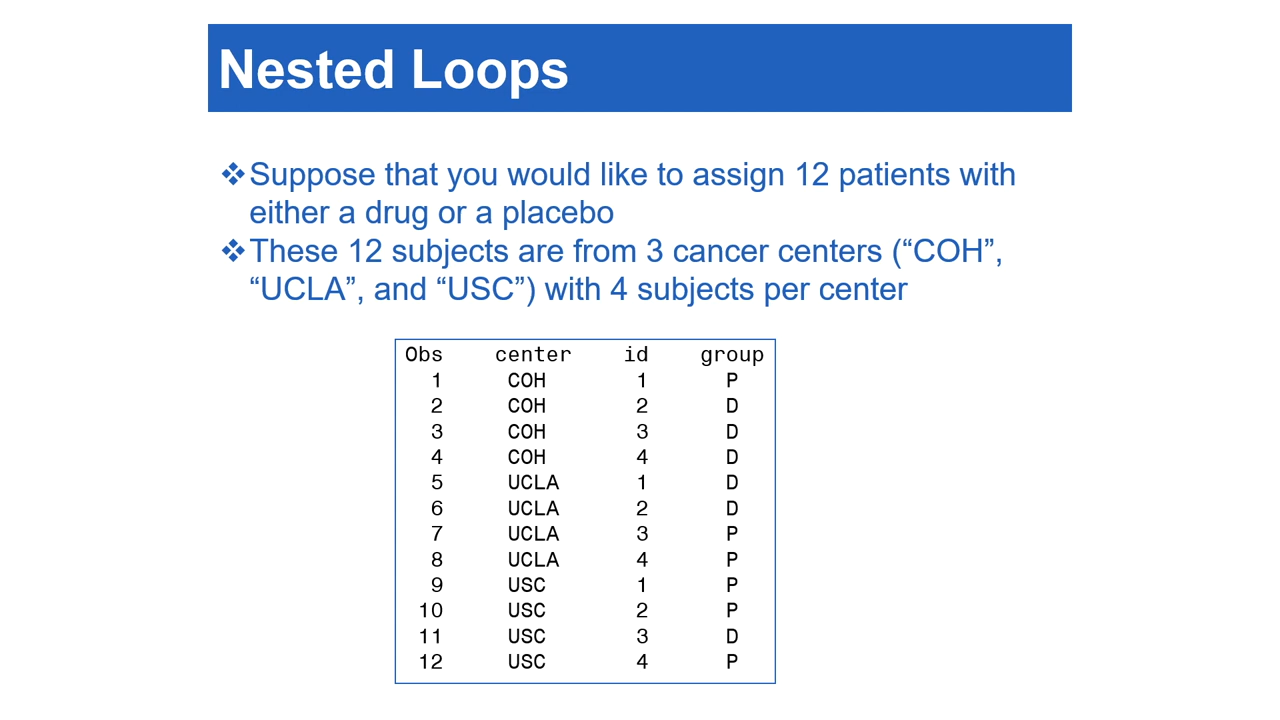 Nested Loops
❖Suppose that you would like to assign 12 patients with
either a drug or a placebo
❖These 12 subjects are from 3 cancer centers (“COH”,
“UCLA”, and “USC”) with 4 subjects per center
Obs center id group
1 COH 1 P
2 COH 2 D
3 COH 3 D
4 COH 4 D
5 UCLA 1 D
6 UCLA 2 D
7 UCLA 3 P
8 UCLA 4 P
9 USC 1 P
10 USC 2 P
11 USC 3 D
12 USC 4 P